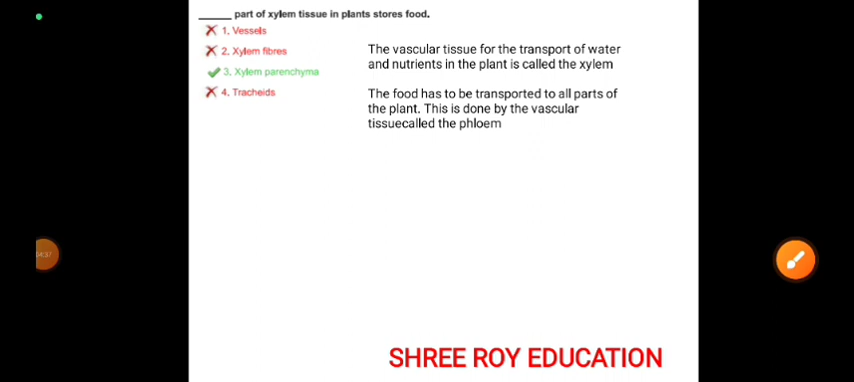 ______ part of xylem tissue in plants stores food.
1. Vessels
2. Xylem fibres
3. Xylem parenchyma
4. Tracheids
The vascular tissue for the transport of water
and nutrients in the plant is called the xylem
The food has to be transported to all parts of
the plant. This is done by the vascular
tissuecalled the phloem
SHREE ROY EDUCATION